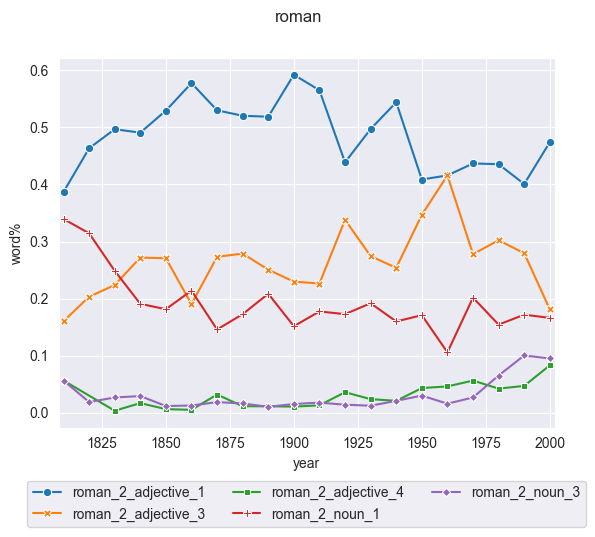 roman
0.6
0.5
0.4
0.3
0.2
0.1
0.0
word%
1825 1850 1875 1900 1925 1950 1975 2000
year
roman_2_adjective_1 roman_2_adjective_4 roman_2_noun_3
roman_2_adjective_3 roman_2_noun_1